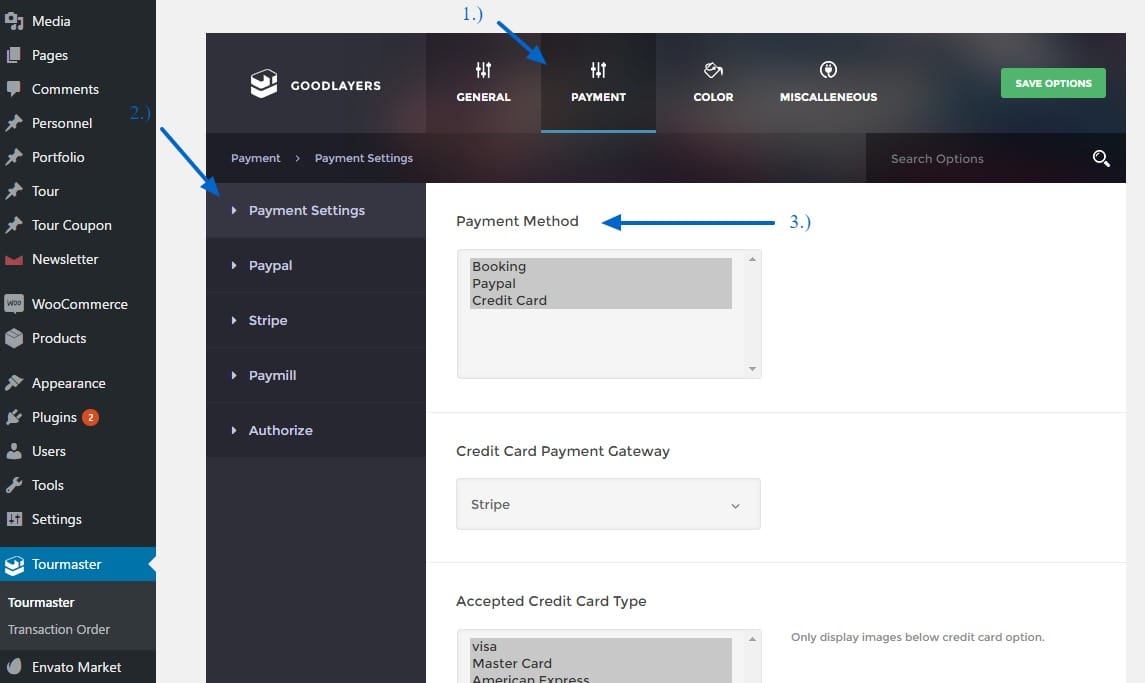 Media
Pages
Comments
Personnel
Portfolio
Tour
Tour Coupon
Newsletter
WOO
WooCommerce
Products
Appearance
Plugins 2
Users
Tools
Settings
Tourmaster
Tourmaster
Transaction Order
Envato Market
1.)
2.)
GOODLAYERS
GENERAL
PAYMENT
COLOR
MISCALLENEOUS
SAVE OPTIONS
Payment > Payment Settings
Search Options
Payment Settings
Paypal
Stripe
Paymill
Authorize
Payment Method
3.)
Booking
Paypal
Credit Card
Credit Card Payment Gateway
Stripe
Accepted Credit Card Type
visa
Master Card
American Express
Only display images below credit card option.